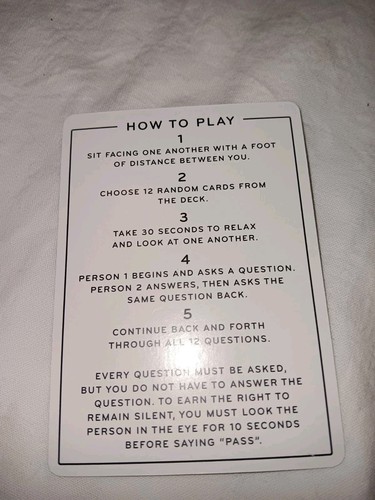 HOW TO PLAY
1
SIT FACING ONE ANOTHER WITH A FOOT
OF DISTANCE BETWEEN YOU.
2
CHOOSE 12 RANDOM CARDS FROM
THE DECK.
3
TAKE 30 SECONDS TO RELAX
AND LOOK AT ONE ANOTHER.
4
PERSON 1 BEGINS AND ASKS A QUESTION.
PERSON 2 ANSWERS, THEN ASKS THE
SAME QUESTION BACK.
5
CONTINUE BACK AND FORTH
THROUGH ALL 12 QUESTIONS.
EVERY QUESTION MUST BE ASKED,
BUT YOU DO NOT HAVE TO ANSWER THE
QUESTION. TO EARN THE RIGHT TO
REMAIN SILENT, YOU MUST LOOK THE
PERSON IN THE EYE FOR 10 SECONDS
BEFORE SAYING "PASS".